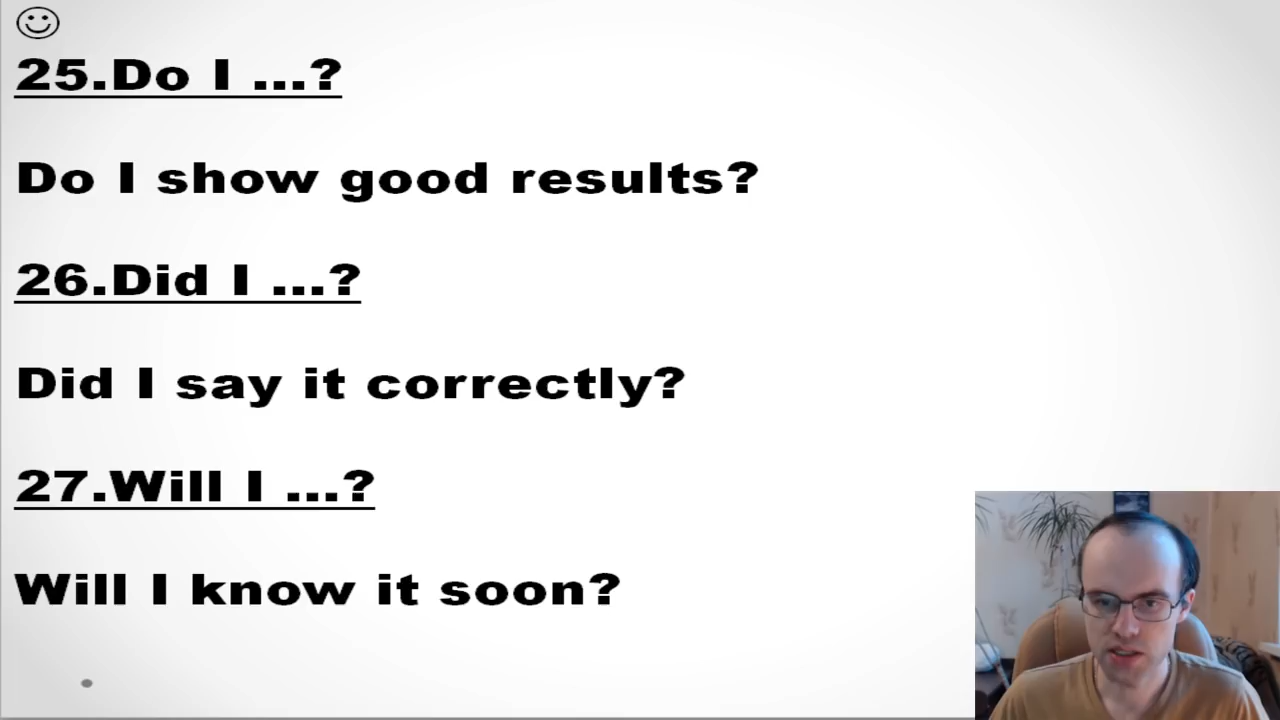 25.Do I ...?
Do I show good results?
26.Did I ...?
Did I say it correctly?
27.Will I ...?
Will I know it soon?